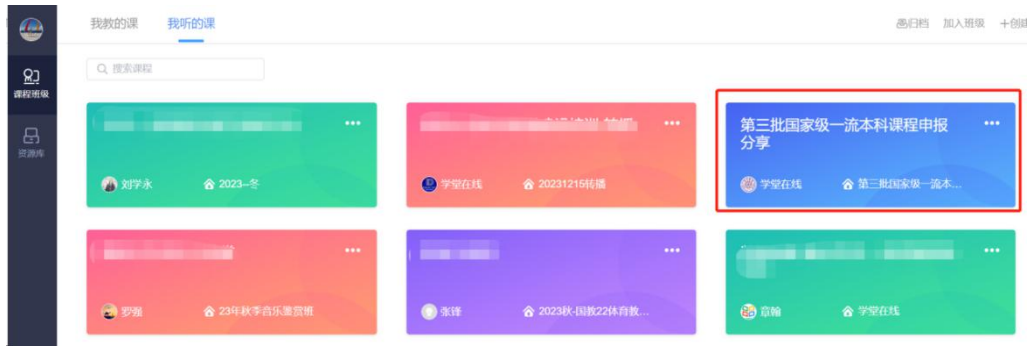 我教的课 我听的课 归档 加入班级 +创建
搜索课程
课程班级
第三批国家级一流本科课程申报
分享
刘学永 2023--冬
学堂在线 20231215转播
学堂在线 第三批国家级一流本...
资源库
罗强 23年秋季音乐鉴赏班
张锋 2023秋-国教22体育教...
章翰 学堂在线